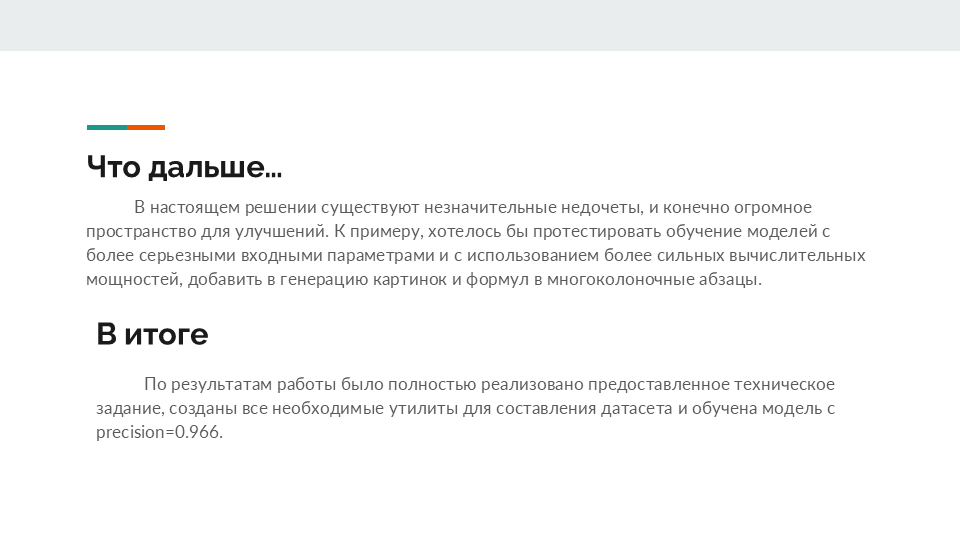 Что дальше...
В настоящем решении существуют незначительные недочеты, и конечно огромное
пространство для улучшений. К примеру, хотелось бы протестировать обучение моделей с
более серьезными входными параметрами и с использованием более сильных вычислительных
мощностей, добавить в генерацию картинок и формул в многоколоночные абзацы.
В итоге
По результатам работы было полностью реализовано предоставленное техническое
задание, созданы все необходимые утилиты для составления датасета и обучена модель с
precision=0.966.